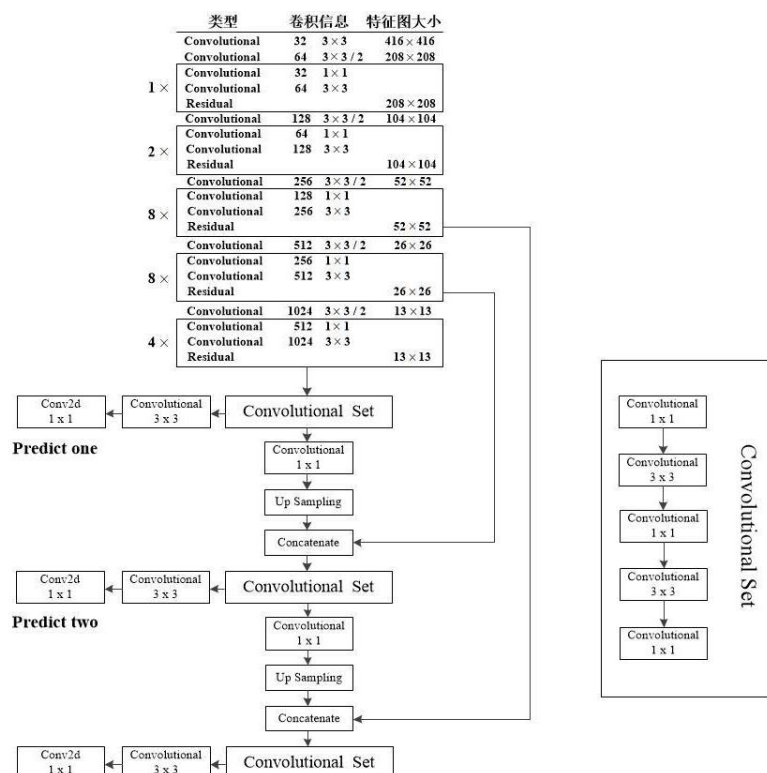 类型 卷积信息 特征图大小
Convolutional 32 3×3 416×416
Convolutional 64 3×3 / 2 208×208
Convolutional 32 1×1
1× Convolutional 64 3×3
Residual 208×208
Convolutional 128 3×3 / 2 104×104
Convolutional 64 1×1
2× Convolutional 128 3×3
Residual 104×104
Convolutional 256 3×3 / 2 52×52
Convolutional 128 1×1
8× Convolutional 256 3×3
Residual 52×52
Convolutional 512 3×3 / 2 26×26
Convolutional 256 1×1
8× Convolutional 512 3×3
Residual 26×26
Convolutional 1024 3×3 / 2 13×13
Convolutional 512 1×1
4× Convolutional 1024 3×3
Residual 13×13
Conv2d
1 x 1
Convolutional
3 x 3
Convolutional Set
Predict one
Convolutional
1 x 1
Up Sampling
Concatenate
Conv2d
1 x 1
Convolutional
3 x 3
Convolutional Set
Predict two
Convolutional
1 x 1
Up Sampling
Concatenate
Conv2d
1 x 1
Convolutional
3 x 3
Convolutional Set
Convolutional
1 x 1
Convolutional
3 x 3
Convolutional
1 x 1
Convolutional
3 x 3
Convolutional
1 x 1
Convolutional Set